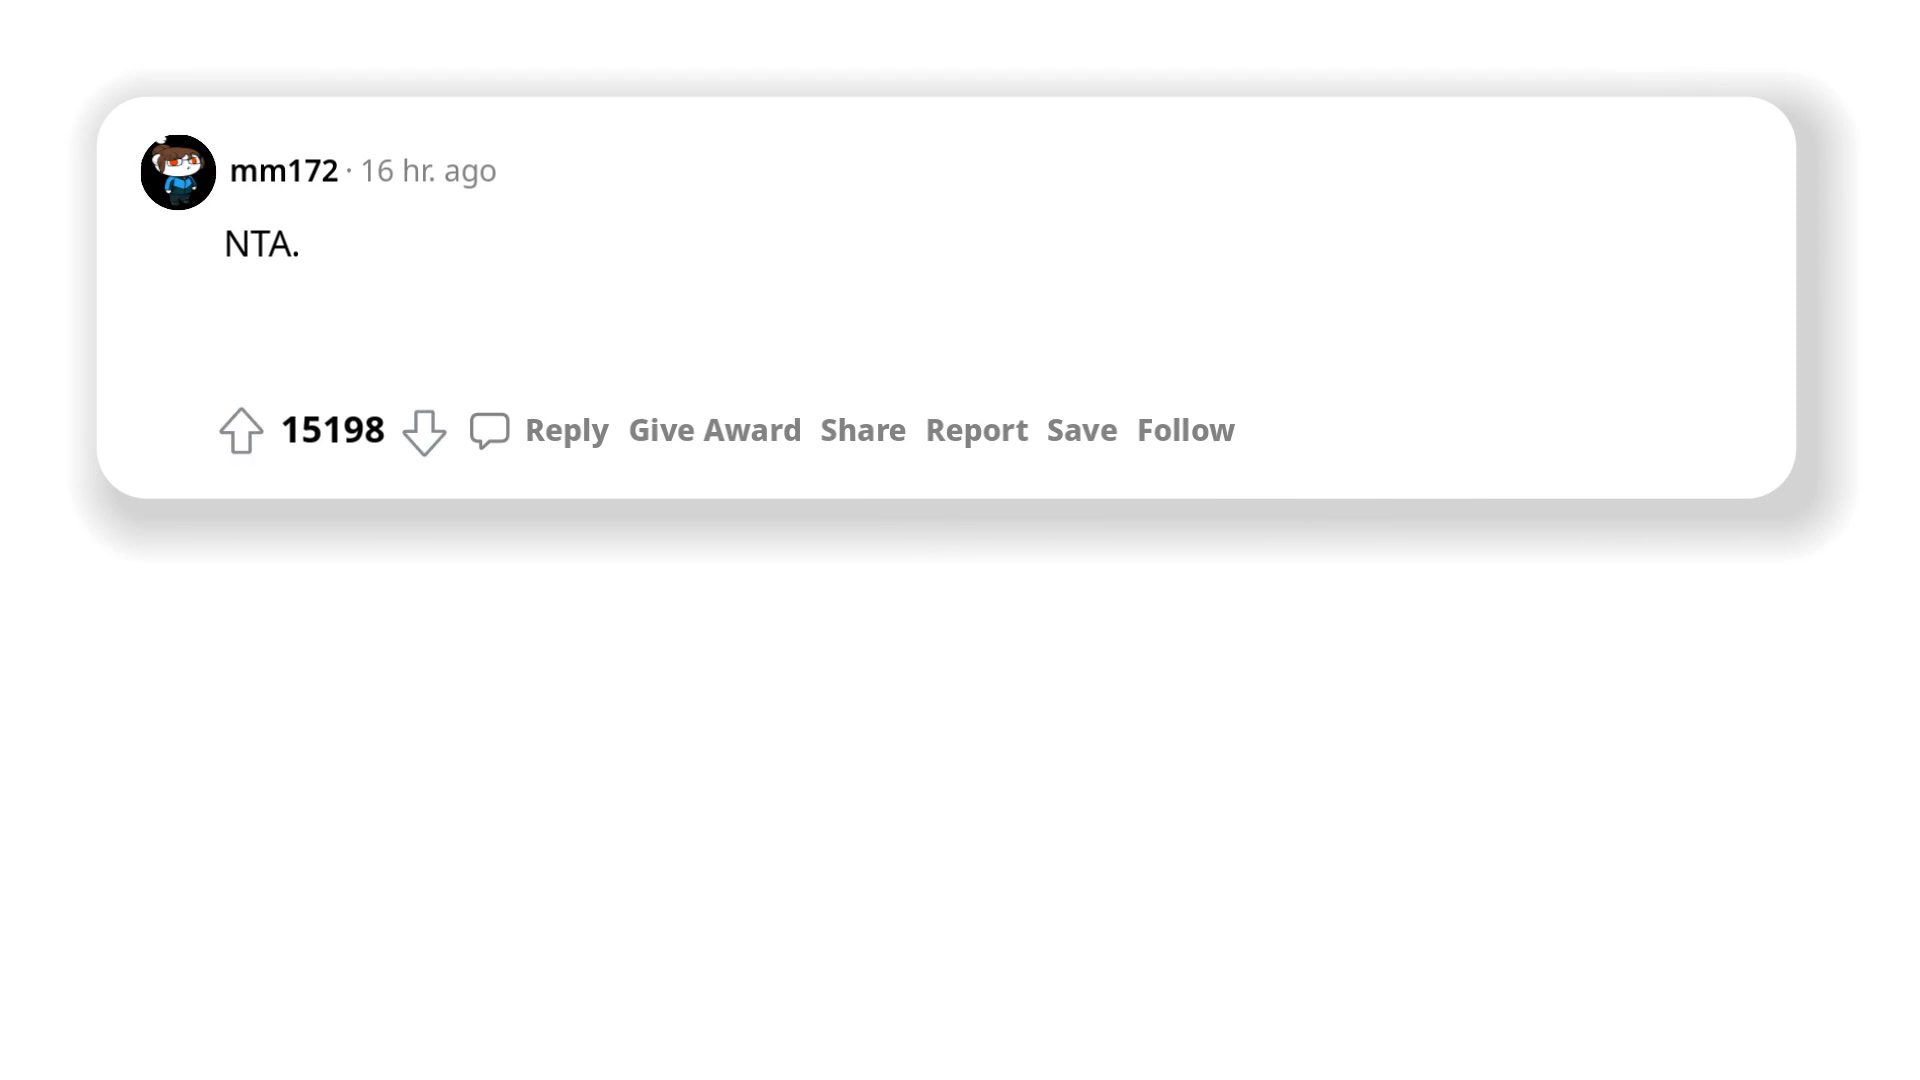 mm172 · 16 hr. ago
NTA.
15198 Reply Give Award Share Report Save Follow